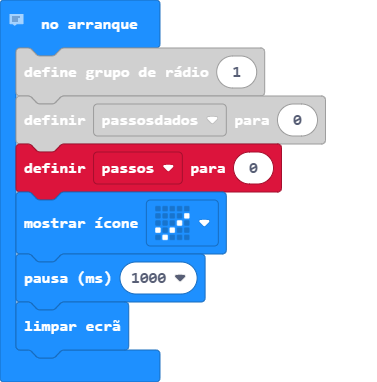 no arranque
define grupo de rádio 1
definir passosdados para 0
definir passos para 0
mostrar ícone
pausa (ms) 1000
limpar ecrã